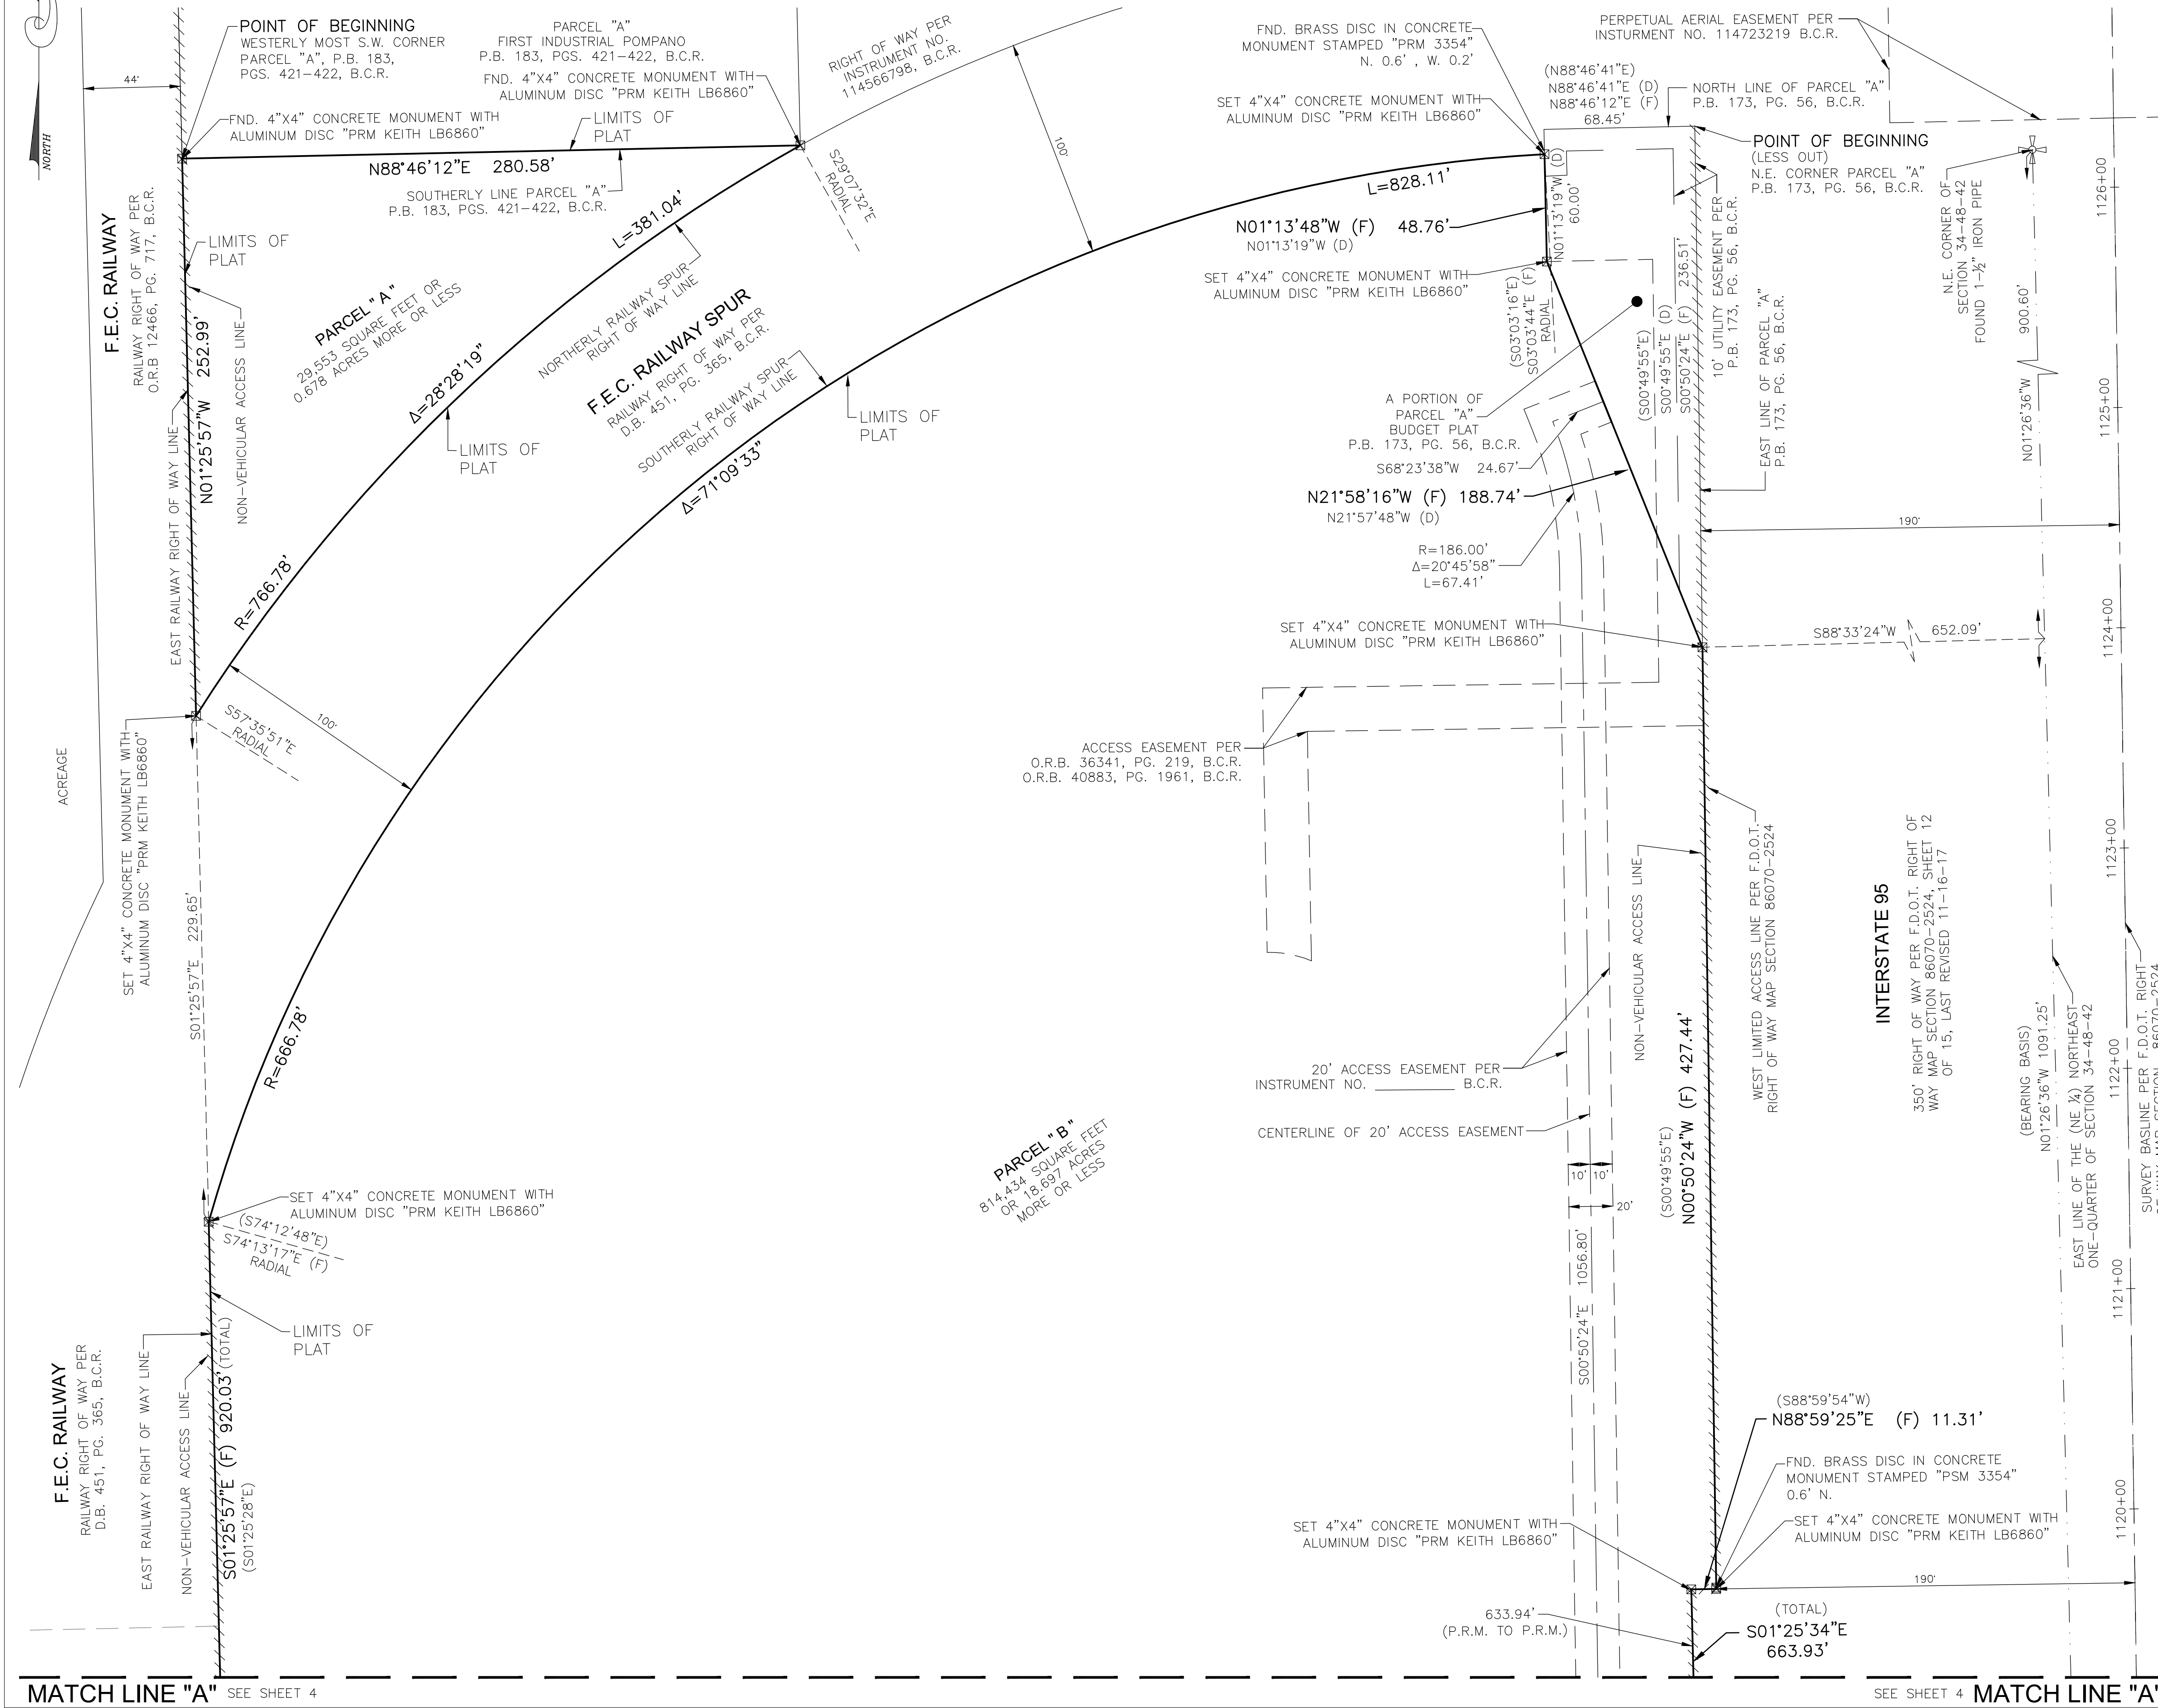 NORTH
44'
POINT OF BEGINNING
WESTERLY MOST S.W. CORNER
PARCEL "A", P.B. 183,
PGS. 421-422, B.C.R.
PARCEL "A"
FIRST INDUSTRIAL POMPANO
P.B. 183, PGS. 421-422, B.C.R.
FND. 4"X4" CONCRETE MONUMENT WITH
ALUMINUM DISC "PRM KEITH LB6860"
FND. 4"X4" CONCRETE MONUMENT WITH
ALUMINUM DISC "PRM KEITH LB6860"
LIMITS OF
PLAT
N88°46'12"E 280.58'
SOUTHERLY LINE PARCEL "A"
P.B. 183, PGS. 421-422, B.C.R.
RIGHT OF WAY PER
INSTRUMENT NO.
114566798, B.C.R.
100'
S29°07'32"E
RADIAL
FND. BRASS DISC IN CONCRETE
MONUMENT STAMPED "PRM 3354"
N. 0.6' , W. 0.2'
SET 4"X4" CONCRETE MONUMENT WITH
ALUMINUM DISC "PRM KEITH LB6860"
(N88°46'41"E)
N88°46'41"E (D)
N88°46'12"E (F)
68.45'
PERPETUAL AERIAL EASEMENT PER
INSTURMENT NO. 114723219 B.C.R.
NORTH LINE OF PARCEL "A"
P.B. 173, PG. 56, B.C.R.
POINT OF BEGINNING
(LESS OUT)
N.E. CORNER PARCEL "A"
P.B. 173, PG. 56, B.C.R.
N.E. CORNER OF
SECTION 34-48-42
FOUND 1-½" IRON PIPE
1126+00
F.E.C. RAILWAY
RAILWAY RIGHT OF WAY PER
O.R.B 12466, PG. 717, B.C.R.
LIMITS OF
PLAT
EAST RAILWAY RIGHT OF WAY LINE
N01°25'57"W 252.99'
NON-VEHICULAR ACCESS LINE
PARCEL "A"
29,553 SQUARE FEET OR
0.678 ACRES MORE OR LESS
L=381.04'
Δ=28°28'19"
R=766.78'
LIMITS OF
PLAT
NORTHERLY RAILWAY SPUR
RIGHT OF WAY LINE
F.E.C. RAILWAY SPUR
RAILWAY RIGHT OF WAY PER
D.B. 451, PG. 365, B.C.R.
SOUTHERLY RAILWAY SPUR
RIGHT OF WAY LINE
LIMITS OF
PLAT
L=828.11'
Δ=71°09'33"
R=666.78'
N01°13'48"W (F) 48.76'
N01°13'19"W (D)
N01°13'19"W (D)
60.00'
SET 4"X4" CONCRETE MONUMENT WITH
ALUMINUM DISC "PRM KEITH LB6860"
(S03°03'16"E)
S03°03'44"E (F)
RADIAL
(S00°49'55"E)
S00°49'55"E (D)
S00°50'24"E (F) 236.51'
10' UTILITY EASEMENT PER
P.B. 173, PG. 56, B.C.R.
EAST LINE OF PARCEL "A"
P.B. 173, PG. 56, B.C.R.
N01°26'36"W 900.60'
1125+00
A PORTION OF
PARCEL "A"
BUDGET PLAT
P.B. 173, PG. 56, B.C.R.
S68°23'38"W 24.67'
N21°58'16"W (F) 188.74'
N21°57'48"W (D)
R=186.00'
Δ=20°45'58"
L=67.41'
190'
SET 4"X4" CONCRETE MONUMENT WITH
ALUMINUM DISC "PRM KEITH LB6860"
S88°33'24"W 652.09'
1124+00
100'
S57°35'51"E
RADIAL
ACREAGE
SET 4"X4" CONCRETE MONUMENT WITH
ALUMINUM DISC "PRM KEITH LB6860"
S01°25'57"E 229.65'
ACCESS EASEMENT PER
O.R.B. 36341, PG. 219, B.C.R.
O.R.B. 40883, PG. 1961, B.C.R.
NON-VEHICULAR ACCESS LINE
WEST LIMITED ACCESS LINE PER F.D.O.T.
RIGHT OF WAY MAP SECTION 86070-2524
INTERSTATE 95
350' RIGHT OF WAY PER F.D.O.T. RIGHT OF
WAY MAP SECTION 86070-2524, SHEET 12
OF 15, LAST REVISED 11-16-17
1123+00
(BEARING BASIS)
N01°26'36"W 1091.25'
EAST LINE OF THE (NE ¼) NORTHEAST
ONE-QUARTER OF SECTION 34-48-42
1122+00
SURVEY BASLINE PER F.D.O.T. RIGHT
20' ACCESS EASEMENT PER
INSTRUMENT NO. ________ B.C.R.
CENTERLINE OF 20' ACCESS EASEMENT
(S00°49'55"E)
N00°50'24"W (F) 427.44'
10' 10'
20'
S00°50'24"E 1056.80'
PARCEL "B"
814,434 SQUARE FEET
OR 18.697 ACRES
MORE OR LESS
SET 4"X4" CONCRETE MONUMENT WITH
ALUMINUM DISC "PRM KEITH LB6860"
(S74°12'48"E)
S74°13'17"E (F)
RADIAL
LIMITS OF
PLAT
F.E.C. RAILWAY
RAILWAY RIGHT OF WAY PER
D.B. 451, PG. 365, B.C.R.
EAST RAILWAY RIGHT OF WAY LINE
NON-VEHICULAR ACCESS LINE
S01°25'57"E (F) 920.03' (TOTAL)
(S01°25'28"E)
1121+00
(S88°59'54"W)
N88°59'25"E (F) 11.31'
FND. BRASS DISC IN CONCRETE
MONUMENT STAMPED "PSM 3354"
0.6' N.
SET 4"X4" CONCRETE MONUMENT WITH
ALUMINUM DISC "PRM KEITH LB6860"
1120+00
SET 4"X4" CONCRETE MONUMENT WITH
ALUMINUM DISC "PRM KEITH LB6860"
190'
633.94'
(P.R.M. TO P.R.M.)
(TOTAL)
S01°25'34"E
663.93'
MATCH LINE "A" SEE SHEET 4
SEE SHEET 4 MATCH LINE "A"